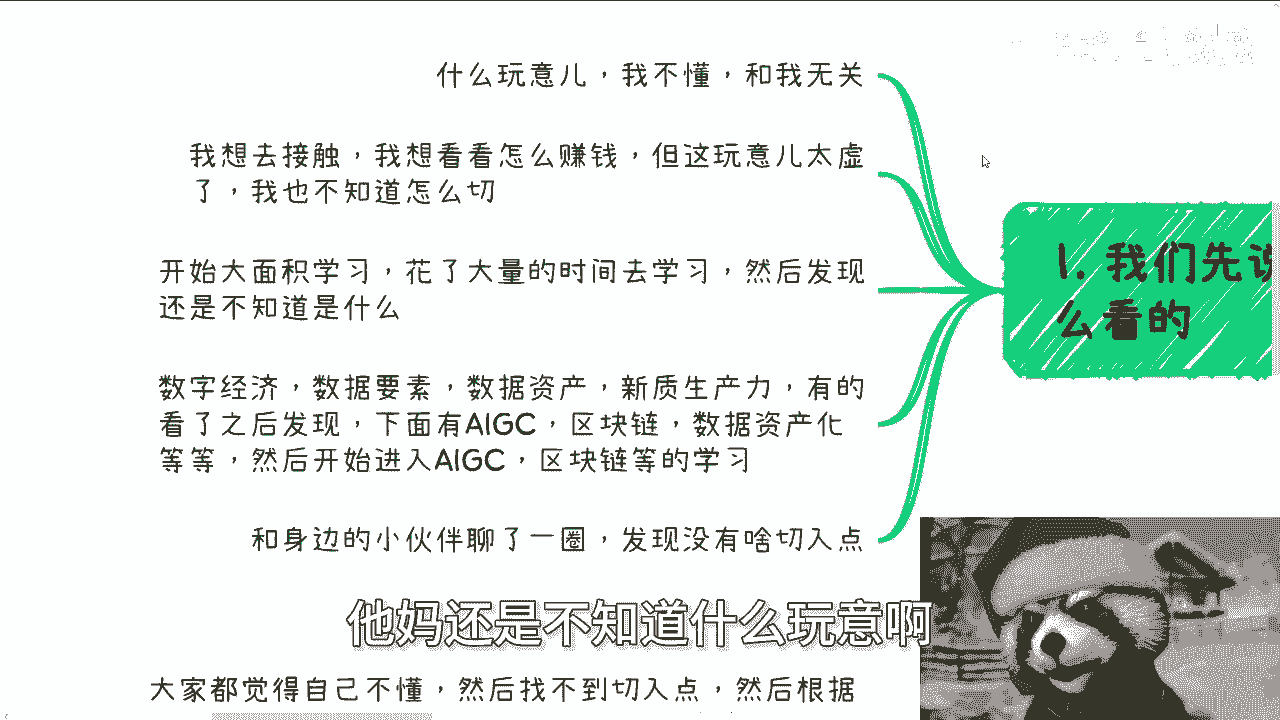 什么玩意儿，我不懂，和我无关
我想去接触，我想看看怎么赚钱，但这玩意儿太虚
了，我也不知道怎么切
开始大面积学习，花了大量的时间去学习，然后发现
还是不知道是什么
数字经济，数据要素，数据资产，新质生产力，有的
看了之后发现，下面有AIGC，区块链，数据资产化
等等，然后开始进入AIGC，区块链等的学习
和身边的小伙伴聊了一圈，发现没有啥切入点
1. 我们先说
么看的
他妈还是不知道什么玩意啊
大家都觉得自己不懂，然后找不到切入点，然后根据